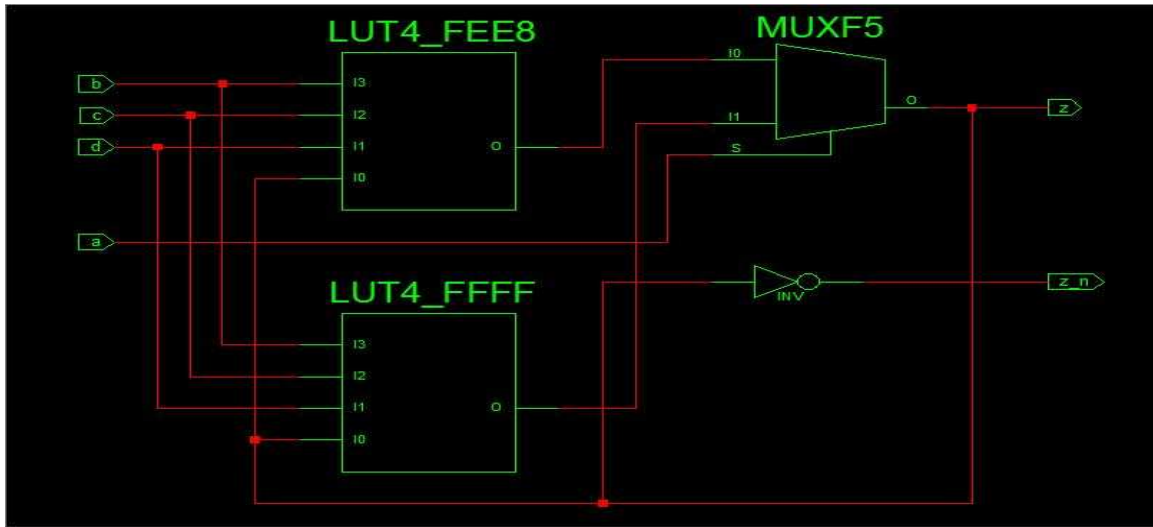 LUT4_FEE8
MUXF5
b
c
d
a
I3
I2
I1
I0
O
I0
I1
S
O
z
LUT4_FFFF
I3
I2
I1
I0
O
INV
z_n